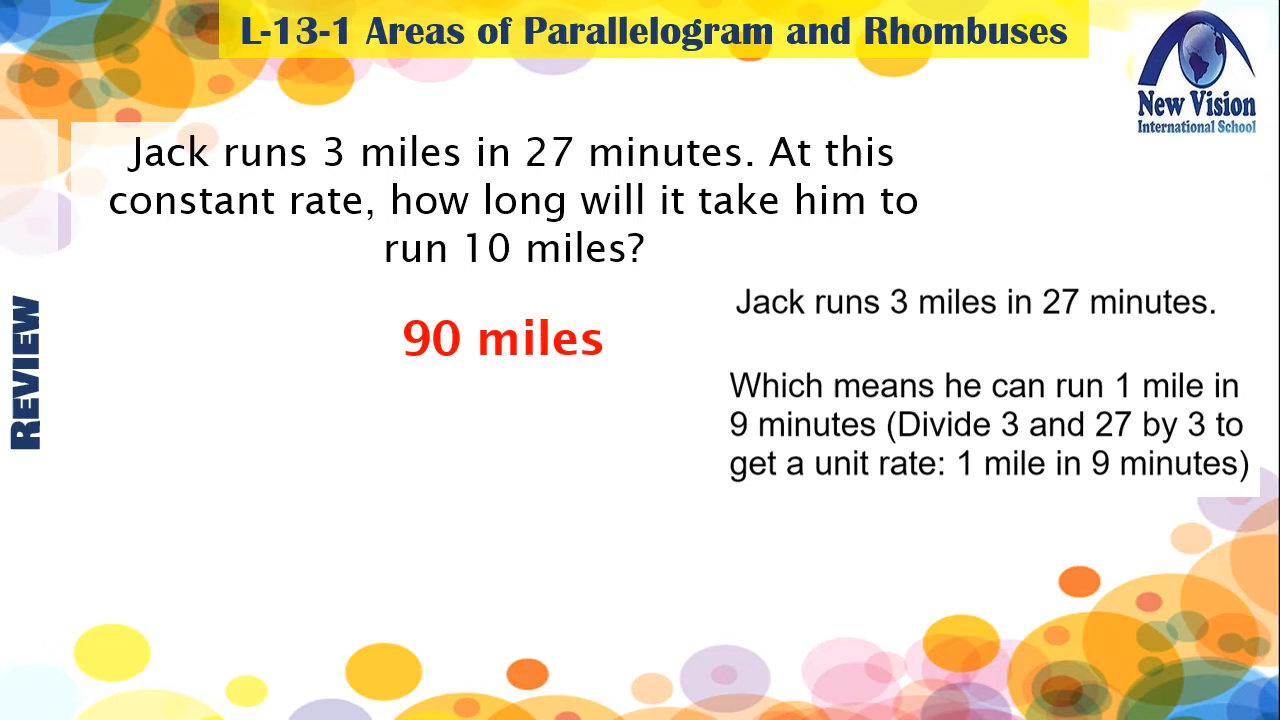 L-13-1 Areas of Parallelogram and Rhombuses
New Vision
International School
Jack runs 3 miles in 27 minutes. At this
constant rate, how long will it take him to
run 10 miles?
90 miles
Jack runs 3 miles in 27 minutes.
Which means he can run 1 mile in
9 minutes (Divide 3 and 27 by 3 to
get a unit rate: 1 mile in 9 minutes)
REVIEW